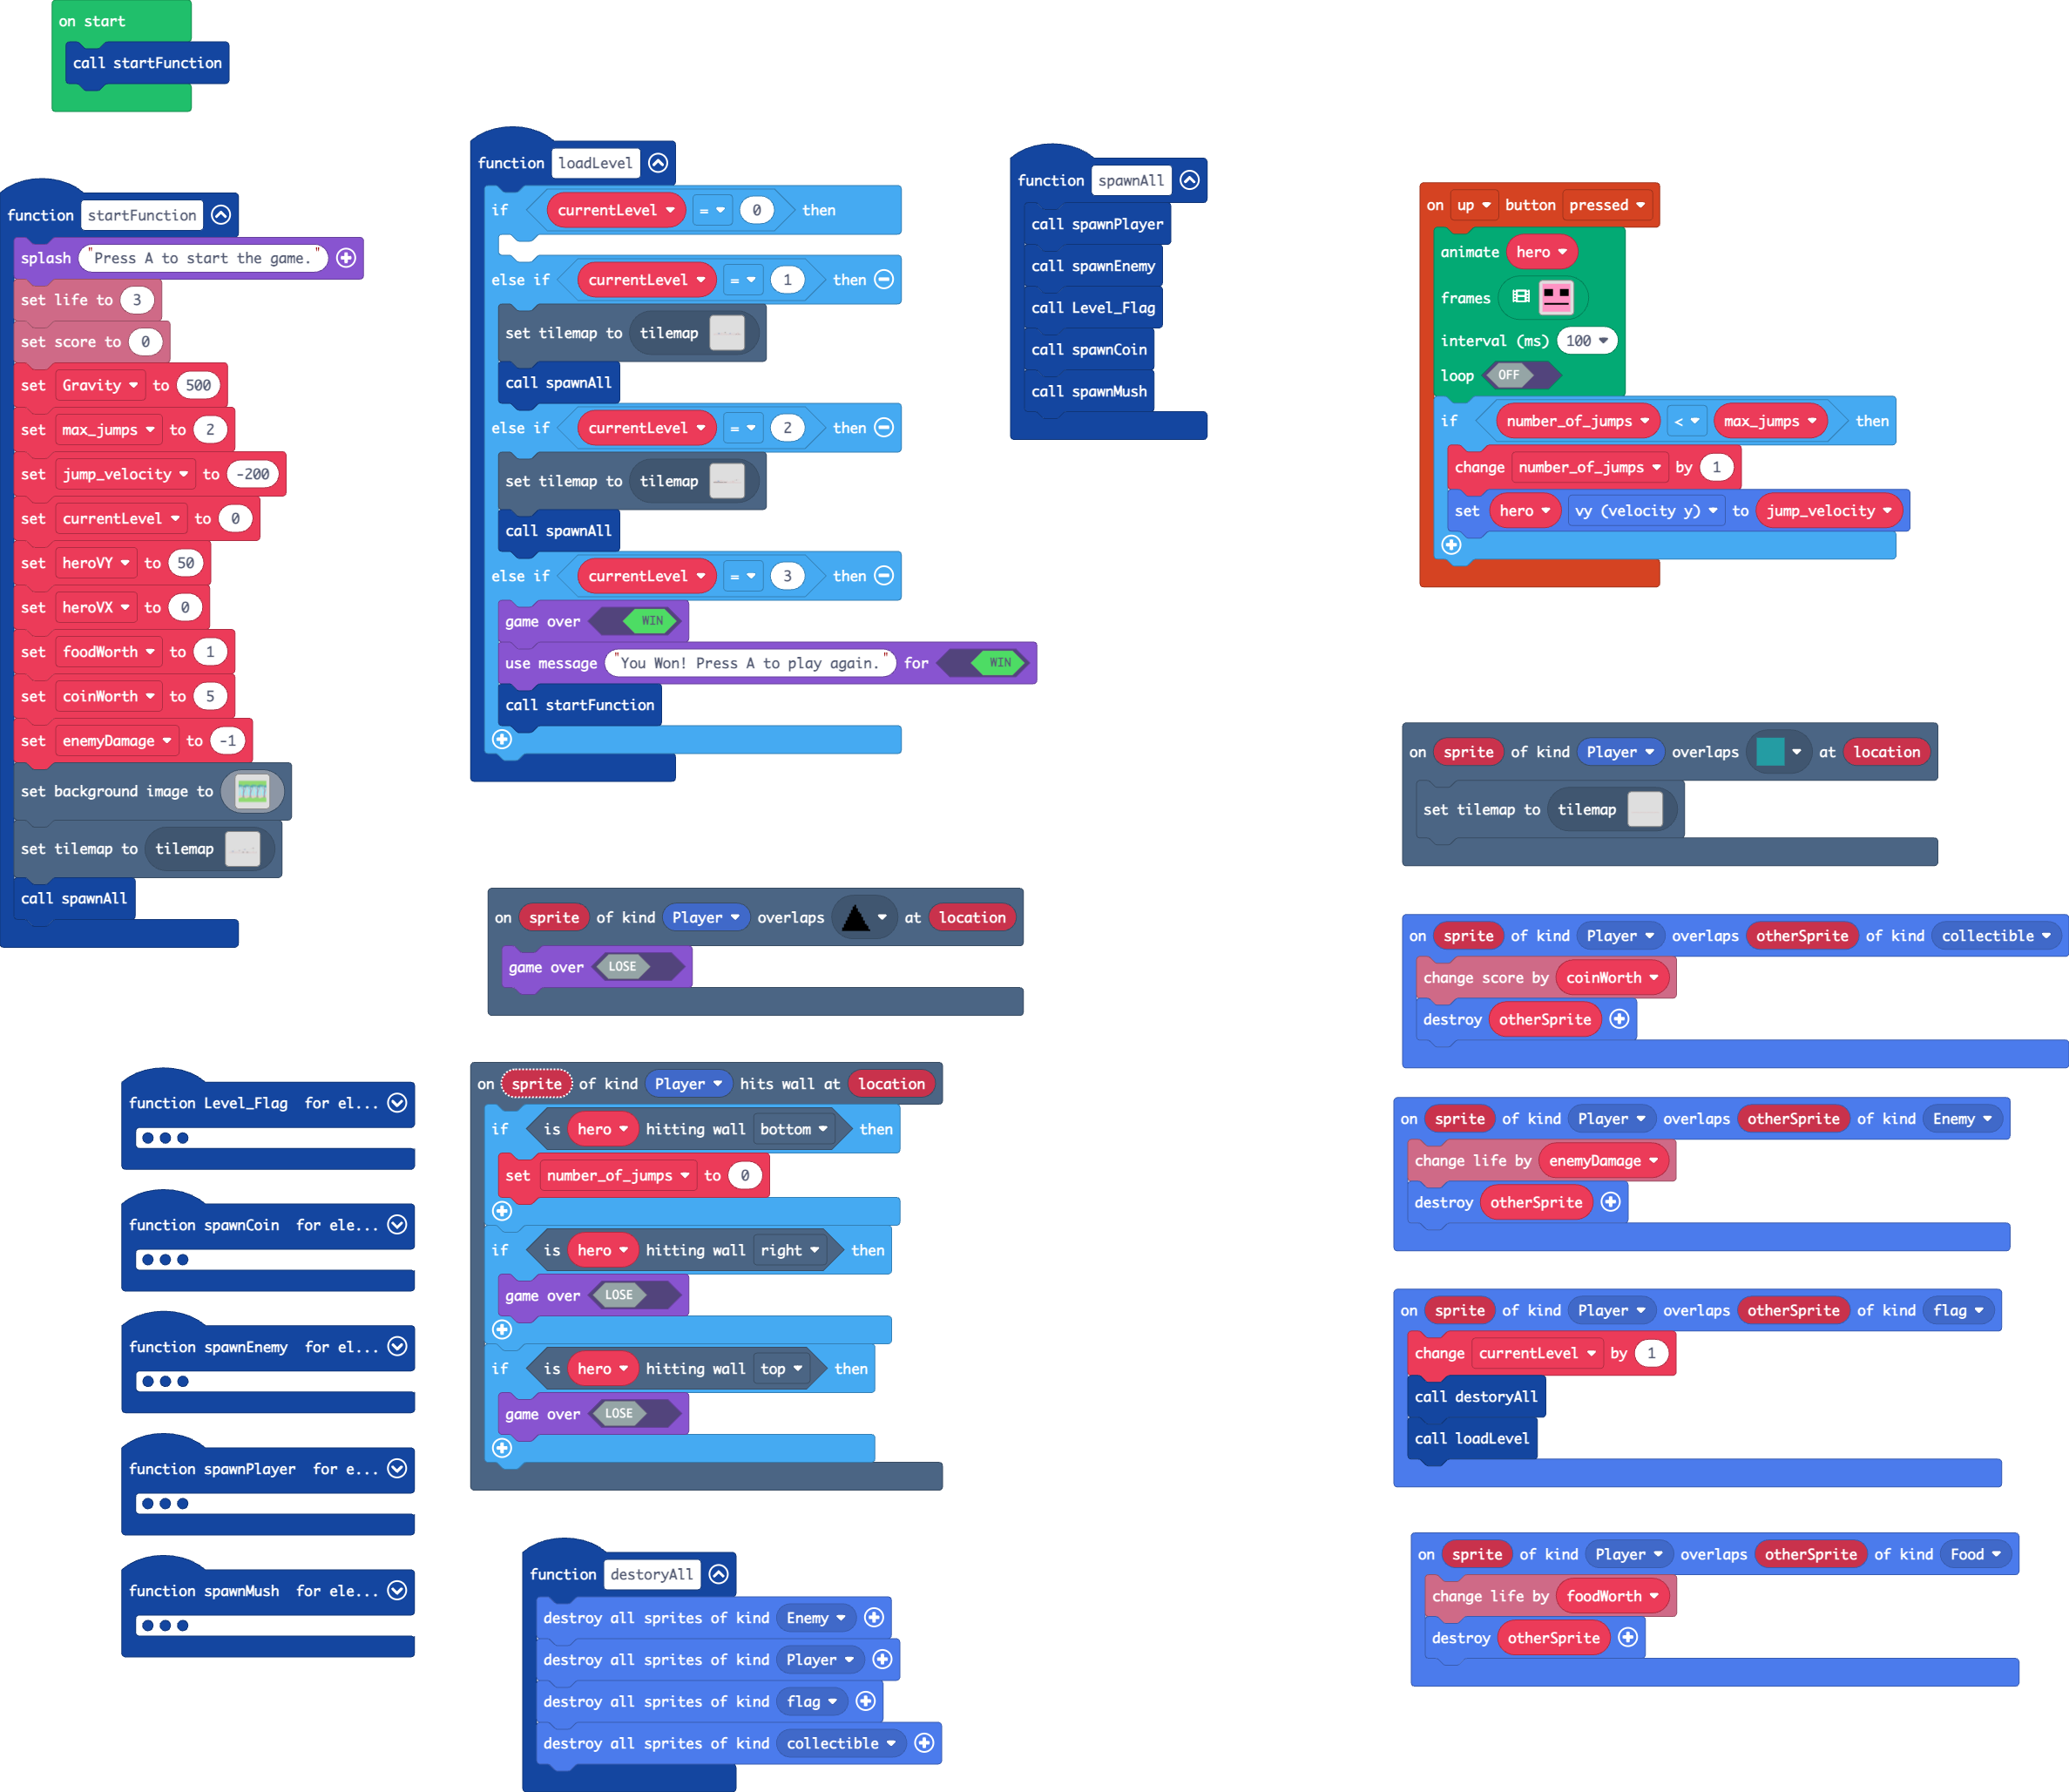 on start
call startFunction
function startFunction
splash "Press A to start the game. "
set life to 3
set score to 0
set Gravity to 500
set max_jumps to 2
set jump_velocity to -200
set currentLevel to 0
set heroVY to 50
set heroVX to 0
set foodWorth to 1
set coinWorth to 5
set enemyDamage to -1
set background image to
set tilemap to tilemap
call spawnAll
function loadLevel
if currentLevel = 0 then
else if currentLevel = 1 then
set tilemap to tilemap
call spawnAll
else if currentLevel = 2 then
set tilemap to tilemap
call spawnAll
else if currentLevel = 3 then
game over WIN
use message "You Won! Press A to play again." for WIN
call startFunction
function spawnAll
call spawnPlayer
call spawnEnemy
call Level_Flag
call spawnCoin
call spawnMush
on up button pressed
animate hero
frames
interval (ms) 100
loop OFF
if number_of_jumps < max_jumps then
change number_of_jumps by 1
set hero vy (velocity y) to jump_velocity
on sprite of kind Player overlaps at location
set tilemap to tilemap
on sprite of kind Player overlaps at location
game over LOSE
on sprite of kind Player overlaps otherSprite of kind collectible
change score by coinWorth
destroy otherSprite
function Level_Flag for el...
function spawnCoin for ele...
function spawnEnemy for el...
function spawnPlayer for e...
function spawnMush for ele...
on sprite of kind Player hits wall at location
if is hero hitting wall bottom then
set number_of_jumps to 0
if is hero hitting wall right then
game over LOSE
if is hero hitting wall top then
game over LOSE
on sprite of kind Player overlaps otherSprite of kind Enemy
change life by enemyDamage
destroy otherSprite
on sprite of kind Player overlaps otherSprite of kind flag
change currentLevel by 1
call destoryAll
call loadLevel
function destoryAll
destroy all sprites of kind Enemy
destroy all sprites of kind Player
destroy all sprites of kind flag
destroy all sprites of kind collectible
on sprite of kind Player overlaps otherSprite of kind Food
change life by foodWorth
destroy otherSprite